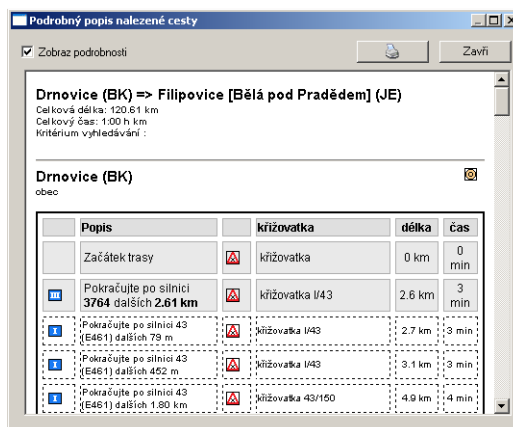 Podrobný popis nalezené cesty
Zobraz podrobnosti
Zavři
Drnovice (BK) => Filipovice [Bělá pod Pradědem] (JE)
Celková délka: 120.61 km
Celkový čas: 1:00 h km
Kritérium vyhledávání :
Drnovice (BK)
obec
Popis křižovatka délka čas
Začátek trasy křižovatka 0 km 0 min
III Pokračujte po silnici 3764 dalších 2.61 km křižovatka I/43 2.6 km 3 min
I Pokračujte po silnici 43 (E461) dalších 79 m křižovatka I/43 2.7 km 3 min
I Pokračujte po silnici 43 (E461) dalších 452 m křižovatka I/43 3.1 km 3 min
I Pokračujte po silnici 43 (E461) dalších 1.80 km křižovatka 43/150 4.9 km 4 min